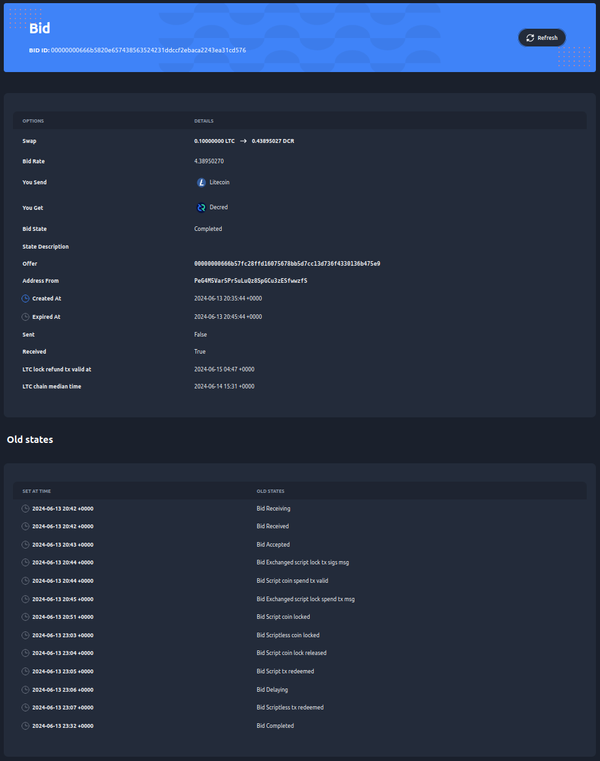 Bid
BID ID: 00000000666b5820e657438563524231ddccf2ebaca2243ea31cd576
Refresh
OPTIONS DETAILS
Swap 0.10000000 LTC → 0.43895027 DCR
Bid Rate 4.38950270
You Send Litecoin
You Get Decred
Bid State Completed
State Description
Offer 00000000666b57fc28ffd16075678bb5d7cc13d736f4330136b475e9
Address From PeG4M5Var5Pr5uLuQz8SpGCu3zESfwwzfS
Created At 2024-06-13 20:35:44 +0000
Expired At 2024-06-13 20:45:44 +0000
Sent False
Received True
LTC lock refund tx valid at 2024-06-15 04:47 +0000
LTC chain median time 2024-06-14 15:31 +0000
Old states
SET AT TIME OLD STATES
2024-06-13 20:42 +0000 Bid Receiving
2024-06-13 20:42 +0000 Bid Received
2024-06-13 20:43 +0000 Bid Accepted
2024-06-13 20:44 +0000 Bid Exchanged script lock tx sigs msg
2024-06-13 20:44 +0000 Bid Script coin spend tx valid
2024-06-13 20:45 +0000 Bid Exchanged script lock spend tx msg
2024-06-13 20:51 +0000 Bid Script coin locked
2024-06-13 23:03 +0000 Bid Scriptless coin locked
2024-06-13 23:04 +0000 Bid Script coin lock released
2024-06-13 23:05 +0000 Bid Script tx redeemed
2024-06-13 23:06 +0000 Bid Delaying
2024-06-13 23:07 +0000 Bid Scriptless tx redeemed
2024-06-13 23:32 +0000 Bid Completed